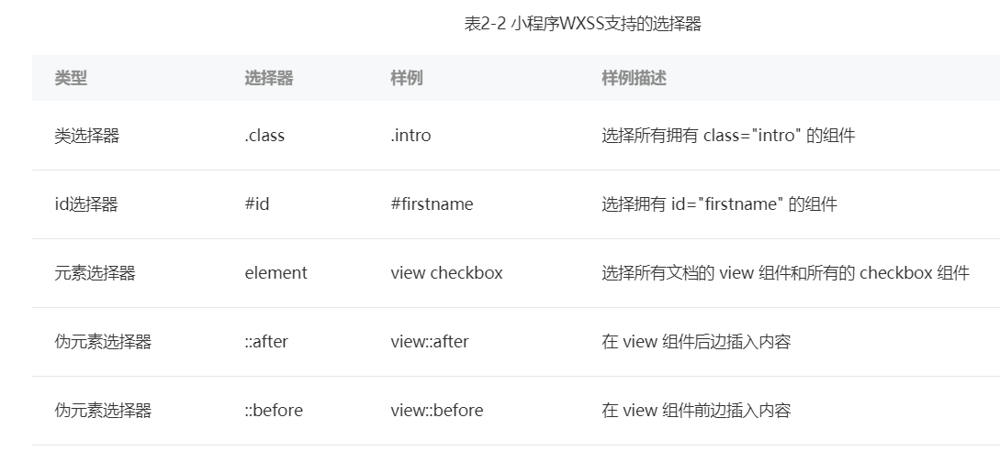 表2-2 小程序WXSS支持的选择器
类型 选择器 样例 样例描述
类选择器 .class .intro 选择所有拥有 class="intro" 的组件
id选择器 #id #firstname 选择拥有 id="firstname" 的组件
元素选择器 element view checkbox 选择所有文档的 view 组件和所有的 checkbox 组件
伪元素选择器 ::after view::after 在 view 组件后边插入内容
伪元素选择器 ::before view::before 在 view 组件前边插入内容